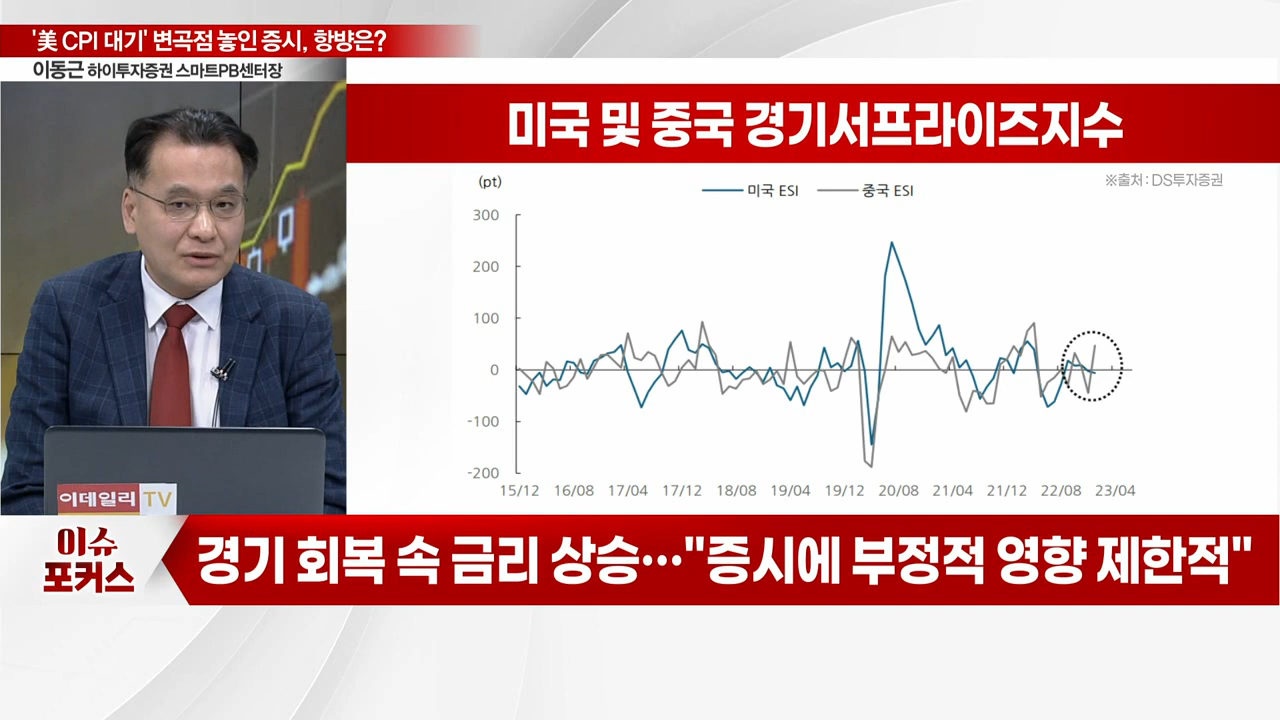 '美 CPI 대기' 변곡점 놓인 증시, 향방은?
이동근 하이투자증권 스마트PB센터장
미국 및 중국 경기서프라이즈지수
※출처 : DS투자증권
(pt)
미국 ESI 중국 ESI
300
200
100
0
-100
-200
15/12 16/08 17/04 17/12 18/08 19/04 19/12 20/08 21/04 21/12 22/08 23/04
이데일리 TV
이슈
포커스
경기 회복 속 금리 상승…"증시에 부정적 영향 제한적"